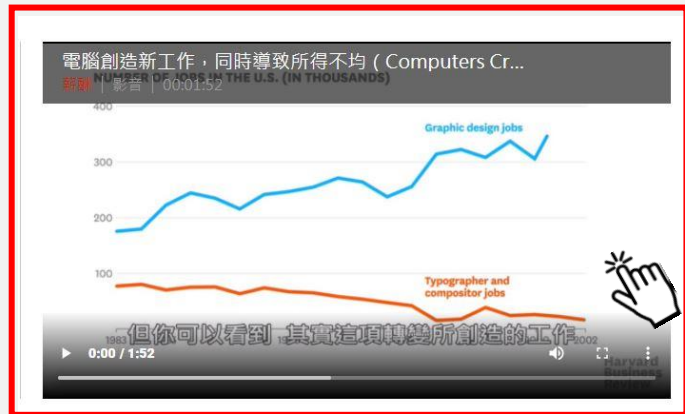 電腦創造新工作，同時導致所得不均 ( Computers Cr...
NUMBER OF JOBS IN THE U.S. (IN THOUSANDS)
影音 | 00:01:52
400
Graphic design jobs
300
200
100
Typographer and
compositor jobs
但你可以看到 其實這項轉變所創造的工作
1983
2002
0:00 / 1:52
Harvard
Business
Review